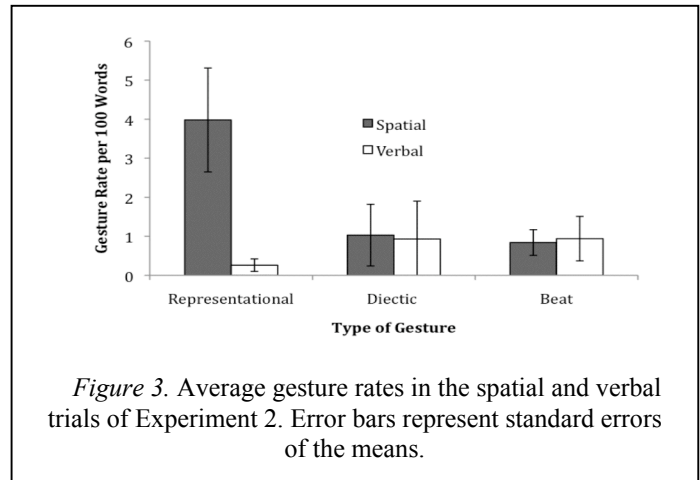 6
5
4
3
2
1
0
Gesture Rate per 100 Words
Spatial
Verbal
Representational Diectic Beat
Type of Gesture
Figure 3. Average gesture rates in the spatial and verbal
trials of Experiment 2. Error bars represent standard errors
of the means.